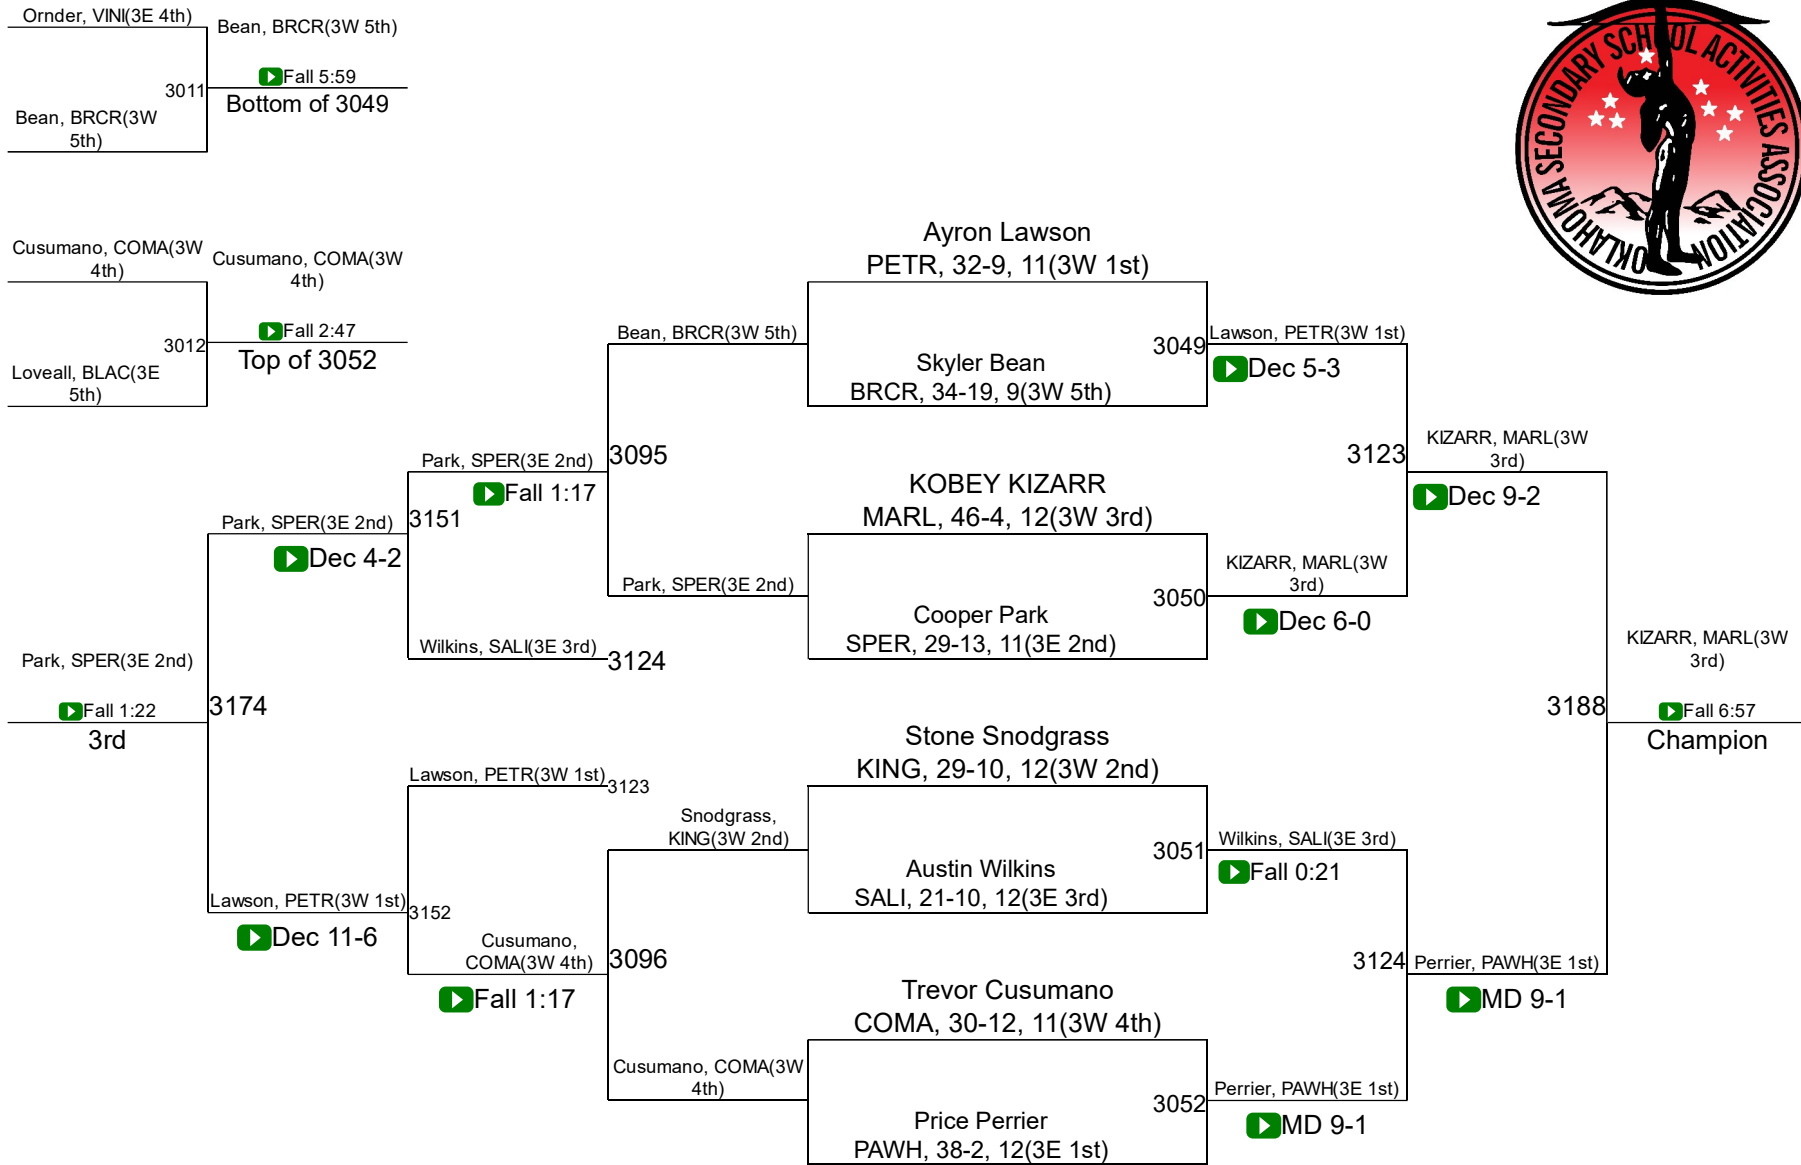 Ornder, VINI(3E 4th)
Bean, BRCR(3W 5th)
Fall 5:59
3011
Bottom of 3049
Bean, BRCR(3W
5th)
OKLAHOMA SECONDARY SCHOOL ACTIVITIES ASSOCIATION
Cusumano, COMA(3W
4th)
Cusumano, COMA(3W
4th)
Fall 2:47
3012
Top of 3052
Loveall, BLAC(3E
5th)
Ayron Lawson
PETR, 32-9, 11(3W 1st)
Bean, BRCR(3W 5th)
3049
Lawson, PETR(3W 1st)
Dec 5-3
Skyler Bean
BRCR, 34-19, 9(3W 5th)
Park, SPER(3E 2nd)
3095
Fall 1:17
3123
KIZARR, MARL(3W
3rd)
Dec 9-2
KOBEY KIZARR
MARL, 46-4, 12(3W 3rd)
Park, SPER(3E 2nd)
3151
Dec 4-2
Park, SPER(3E 2nd)
3050
KIZARR, MARL(3W
3rd)
Dec 6-0
Cooper Park
SPER, 29-13, 11(3E 2nd)
Wilkins, SALI(3E 3rd)
3124
Park, SPER(3E 2nd)
Fall 1:22
3rd
3174
3188
KIZARR, MARL(3W
3rd)
Fall 6:57
Champion
Stone Snodgrass
KING, 29-10, 12(3W 2nd)
Lawson, PETR(3W 1st)
3123
Snodgrass,
KING(3W 2nd)
3051
Wilkins, SALI(3E 3rd)
Fall 0:21
Austin Wilkins
SALI, 21-10, 12(3E 3rd)
Lawson, PETR(3W 1st)
3152
Dec 11-6
Cusumano,
COMA(3W 4th)
3096
Fall 1:17
3124
Perrier, PAWH(3E 1st)
MD 9-1
Trevor Cusumano
COMA, 30-12, 11(3W 4th)
Cusumano, COMA(3W
4th)
3052
Perrier, PAWH(3E 1st)
MD 9-1
Price Perrier
PAWH, 38-2, 12(3E 1st)